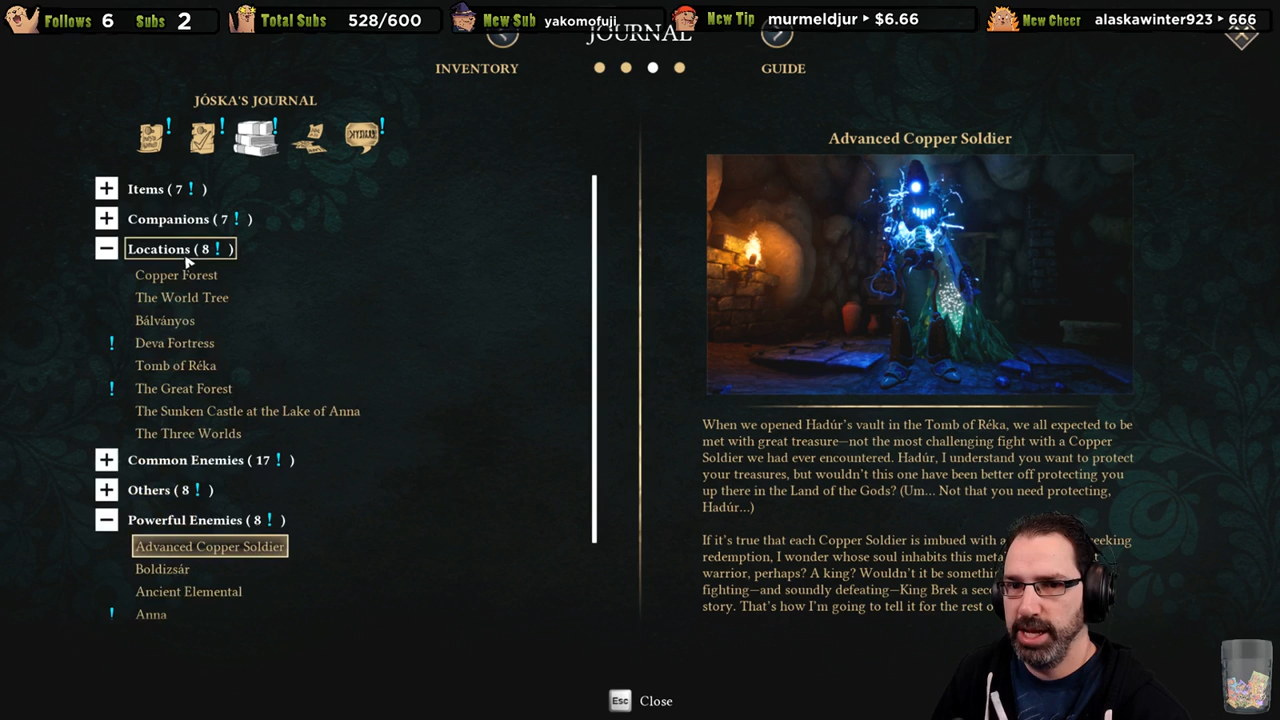 Follows 6 Subs 2 Total Subs 528/600 New Sub yakomofuji New Tip murmeldjur ▸ $6.66 New Cheer alaskawinter923 ▸ 666
JOURNAL
INVENTORY GUIDE
JÓSKA'S JOURNAL
Items ( 7 ! )
Companions ( 7 ! )
Locations ( 8 ! )
Copper Forest
The World Tree
Bálványos
! Deva Fortress
Tomb of Réka
! The Great Forest
The Sunken Castle at the Lake of Anna
The Three Worlds
Common Enemies ( 17 ! )
Others ( 8 ! )
Powerful Enemies ( 8 ! )
Advanced Copper Soldier
Boldizsár
Ancient Elemental
! Anna
Advanced Copper Soldier
When we opened Hadúr's vault in the Tomb of Réka, we all expected to be
met with great treasure—not the most challenging fight with a Copper
Soldier we had ever encountered. Hadúr, I understand you want to protect
your treasures, but wouldn't this one have been better off protecting you
up there in the Land of the Gods? (Um... Not that you need protecting,
Hadúr...)
If it's true that each Copper Soldier is imbued with a seeking
redemption, I wonder whose soul inhabits this
warrior, perhaps? A king? Wouldn't it be
fighting—and soundly defeating—King Brek a
story. That's how I'm going to tell it for the rest
Esc Close